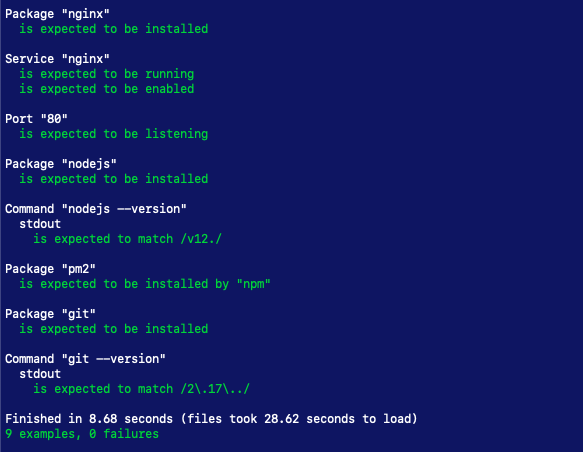 Package "nginx"
is expected to be installed
Service "nginx"
is expected to be running
is expected to be enabled
Port "80"
is expected to be listening
Package "nodejs"
is expected to be installed
Command "nodejs --version"
stdout
is expected to match /v12./
Package "pm2"
is expected to be installed by "npm"
Package "git"
is expected to be installed
Command "git --version"
stdout
is expected to match /2\.17\../
Finished in 8.68 seconds (files took 28.62 seconds to load)
9 examples, 0 failures